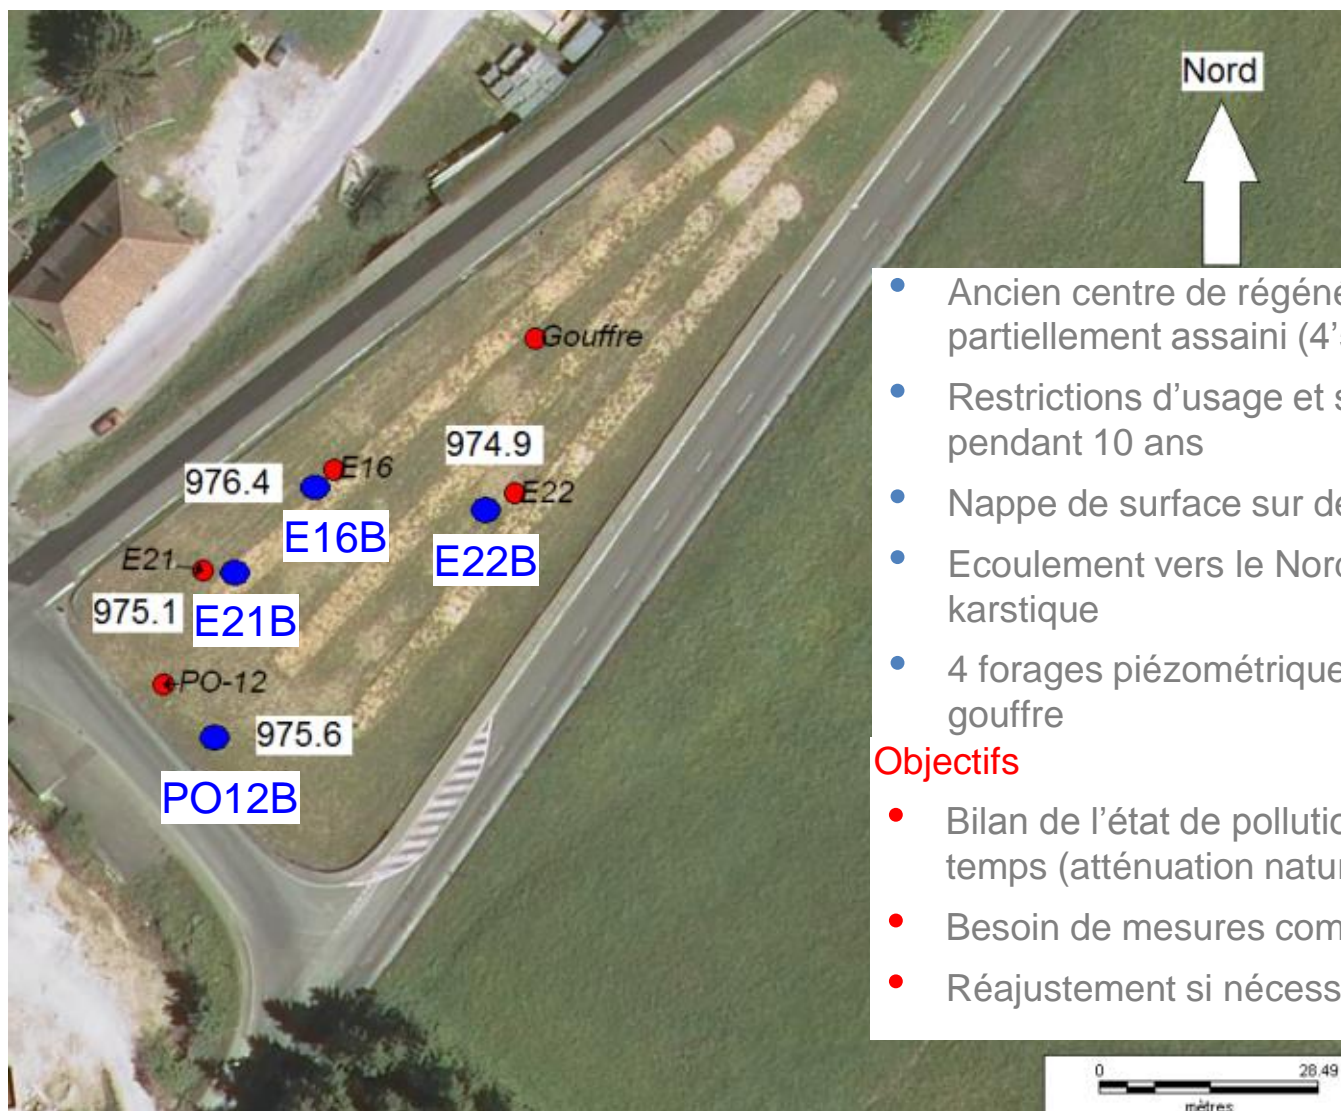 Nord
Gouffre
974.9
E16
976.4
E22
E16B
E22B
E21
975.1
E21B
PO-12
975.6
PO12B
Ancien centre de régéné
partiellement assaini (4’
Restrictions d’usage et s
pendant 10 ans
Nappe de surface sur de
Ecoulement vers le Nord
karstique
4 forages piézométrique
gouffre
Objectifs
Bilan de l’état de pollutio
temps (atténuation natur
Besoin de mesures com
Réajustement si nécess
0 28.49
mètres